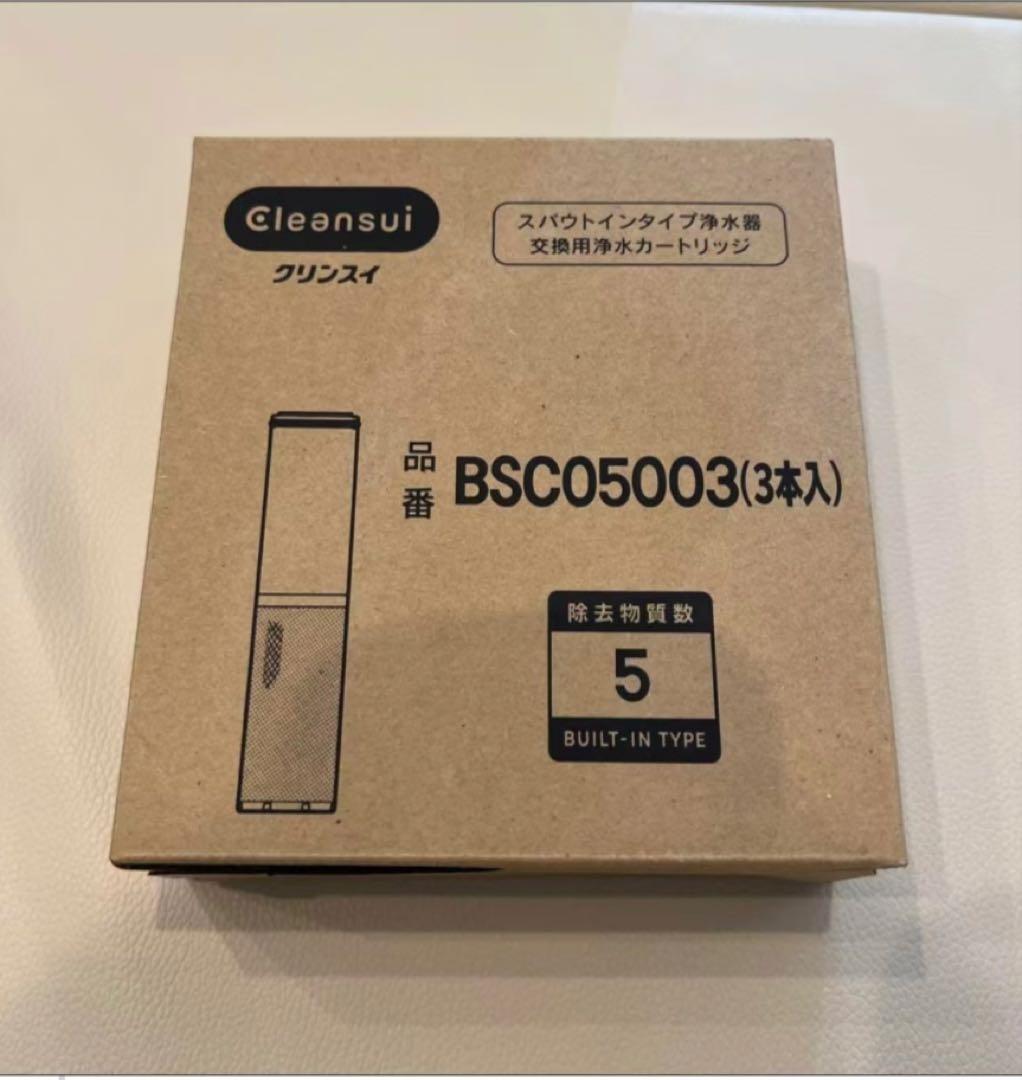 Cleansui
クリンスイ
スパウトインタイプ浄水器
交換用浄水カートリッジ
品番 BSC05003(3本入)
除去物質数
5
BUILT-IN TYPE